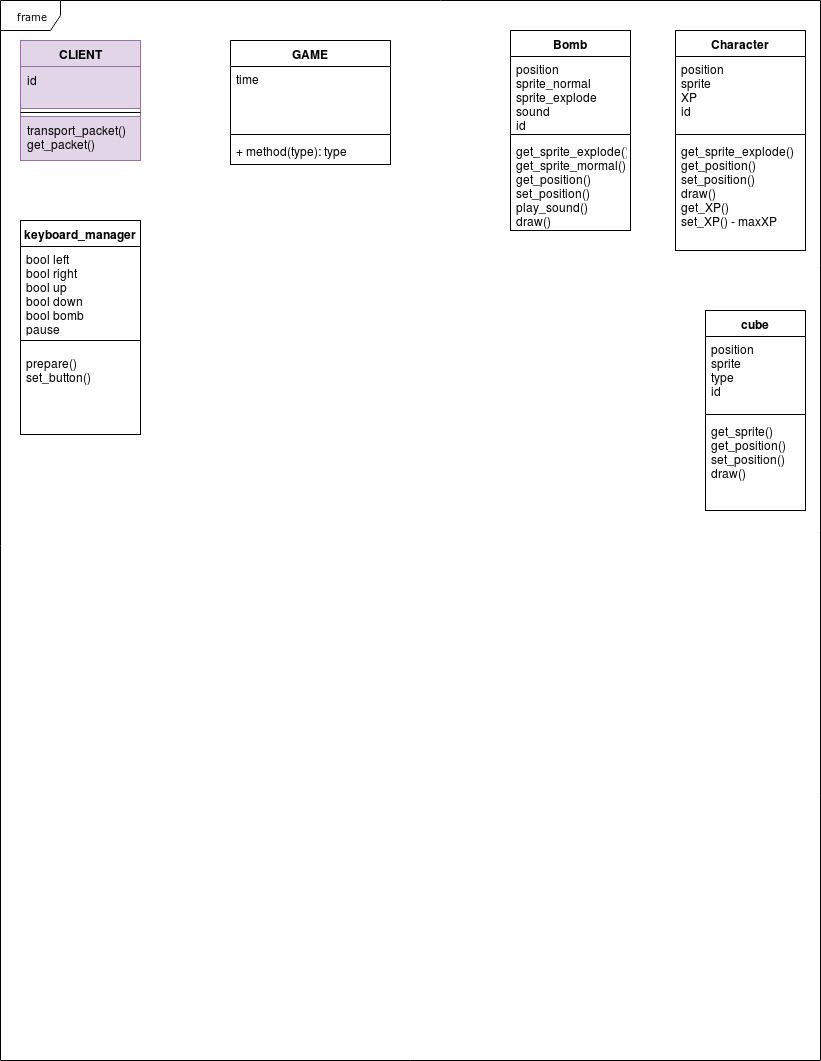 frame
CLIENT
id
transport_packet()
get_packet()
GAME
time
+ method(type): type
Bomb
position
sprite_normal
sprite_explode
sound
id
get_sprite_explode()
get_sprite_mormal()
get_position()
set_position()
play_sound()
draw()
Character
position
sprite
XP
id
get_sprite_explode()
get_position()
set_position()
draw()
get_XP()
set_XP() - maxXP
keyboard_manager
bool left
bool right
bool up
bool down
bool bomb
pause
prepare()
set_button()
cube
position
sprite
type
id
get_sprite()
get_position()
set_position()
draw()